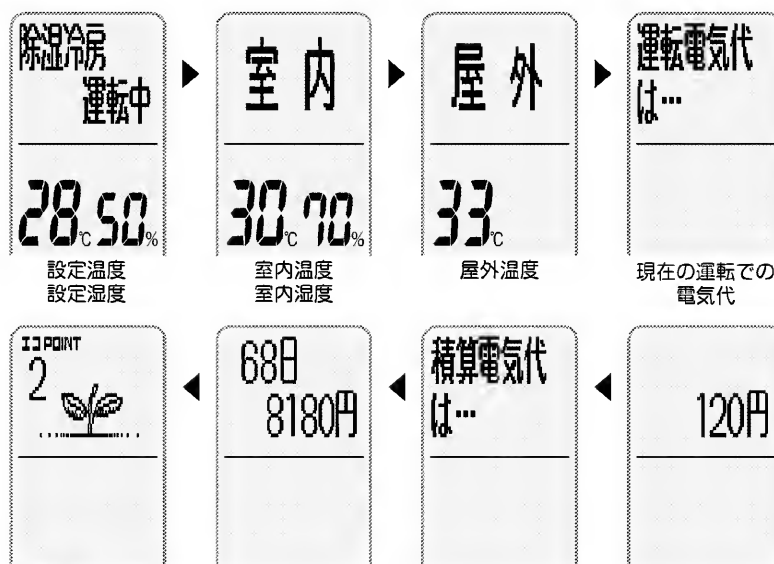 除湿冷房
運転中
28℃ 50%
設定温度
設定湿度
室内
30℃ 70%
室内温度
室内湿度
屋外
33℃
屋外温度
運転電気代
は…
現在の運転での
電気代
120円
積算電気代
は…
68日
8180円
エコPOINT
2